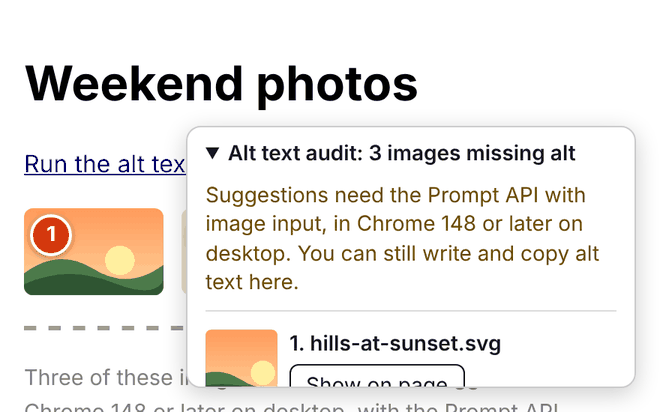 Weekend photos
Run the alt tex
▼ Alt text audit: 3 images missing alt
Suggestions need the Prompt API with
image input, in Chrome 148 or later on
desktop. You can still write and copy alt
text here.
1
1. hills-at-sunset.svg
Show on page
Three of these
Chrome 148 or later on desktop, with the Prompt API